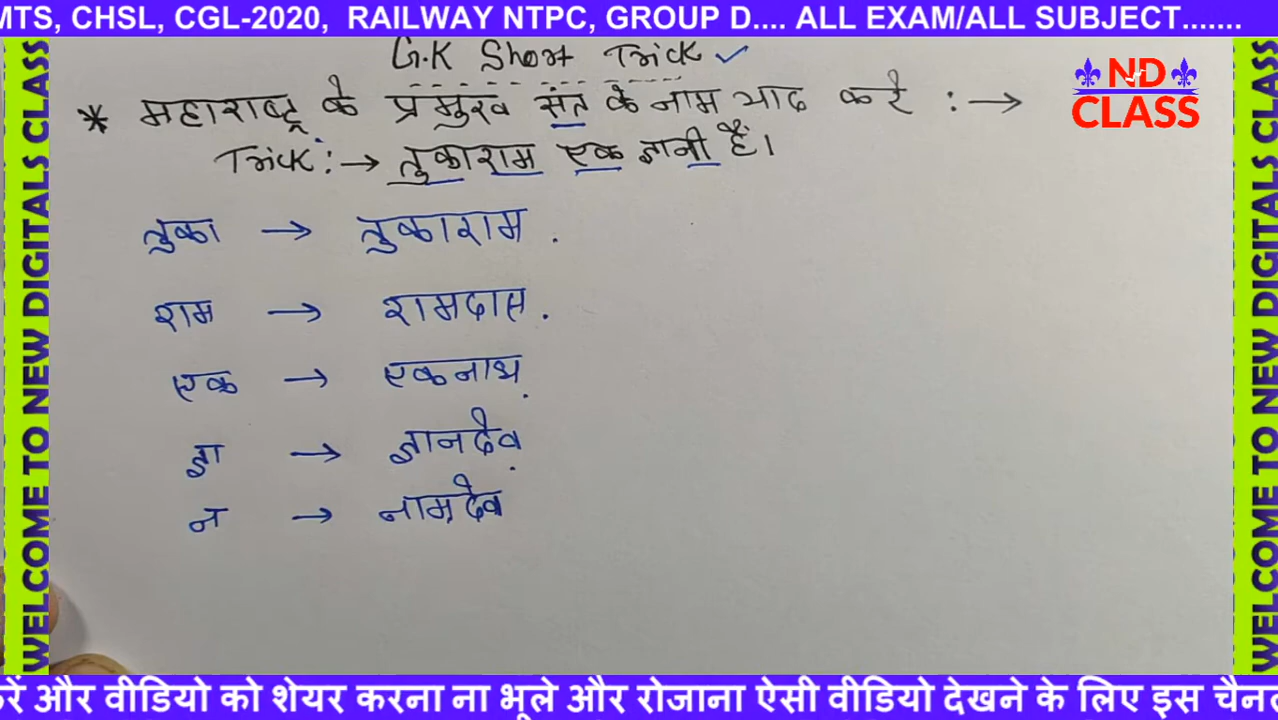 MTS, CHSL, CGL-2020, RAILWAY NTPC, GROUP D.... ALL EXAM/ALL SUBJECT.......
G.K Short Trick ✓
* महाराष्ट्र के प्रमुख संत के नाम याद करे :→
Trick:→ तुकाराम एक ज्ञानी हैं।
तुका → तुकाराम.
राम → रामदास.
एक → एकनाथ.
ज्ञा → ज्ञानदेव.
न → नामदेव
ND
CLASS
WELCOME TO NEW DIGITALS CLASS
WELCOME TO NEW DIGITALS CLASS
रें और वीडियो को शेयर करना ना भूले और रोजाना ऐसी वीडियो देखने के लिए इस चैनल